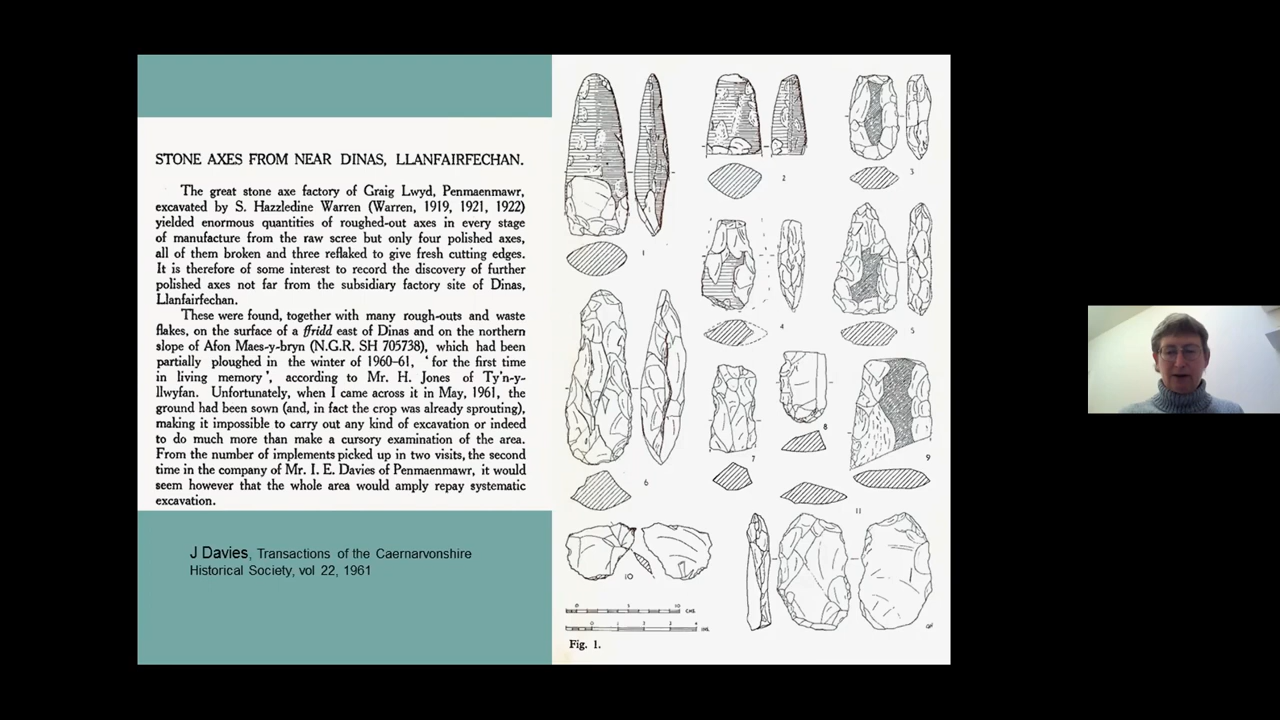 STONE AXES FROM NEAR DINAS, LLANFAIRFECHAN.
The great stone axe factory of Graig Lwyd, Penmaenmawr,
excavated by S. Hazzledine Warren (Warren, 1919, 1921, 1922)
yielded enormous quantities of roughed-out axes in every stage
of manufacture from the raw scree but only four polished axes,
all of them broken and three reflaked to give fresh cutting edges.
It is therefore of some interest to record the discovery of further
polished axes not far from the subsidiary factory site of Dinas,
Llanfairfechan.
These were found, together with many rough-outs and waste
flakes, on the surface of a ffridd east of Dinas and on the northern
slope of Afon Maes-y-bryn (N.G.R. SH 705738), which had been
partially ploughed in the winter of 1960-61, ‘ for the first time
in living memory ’, according to Mr. H. Jones of Ty'n-y-
llwyfan. Unfortunately, when I came across it in May, 1961, the
ground had been sown (and, in fact the crop was already sprouting),
making it impossible to carry out any kind of excavation or indeed
to do much more than make a cursory examination of the area.
From the number of implements picked up in two visits, the second
time in the company of Mr. I. E. Davies of Penmaenmawr, it would
seem however that the whole area would amply repay systematic
excavation.
J Davies, Transactions of the Caernarvonshire
Historical Society, vol 22, 1961
1
2
3
4
5
6
7
8
9
10
11
0 10 CMS.
0 1 2 3 4 INS.
Fig. 1.